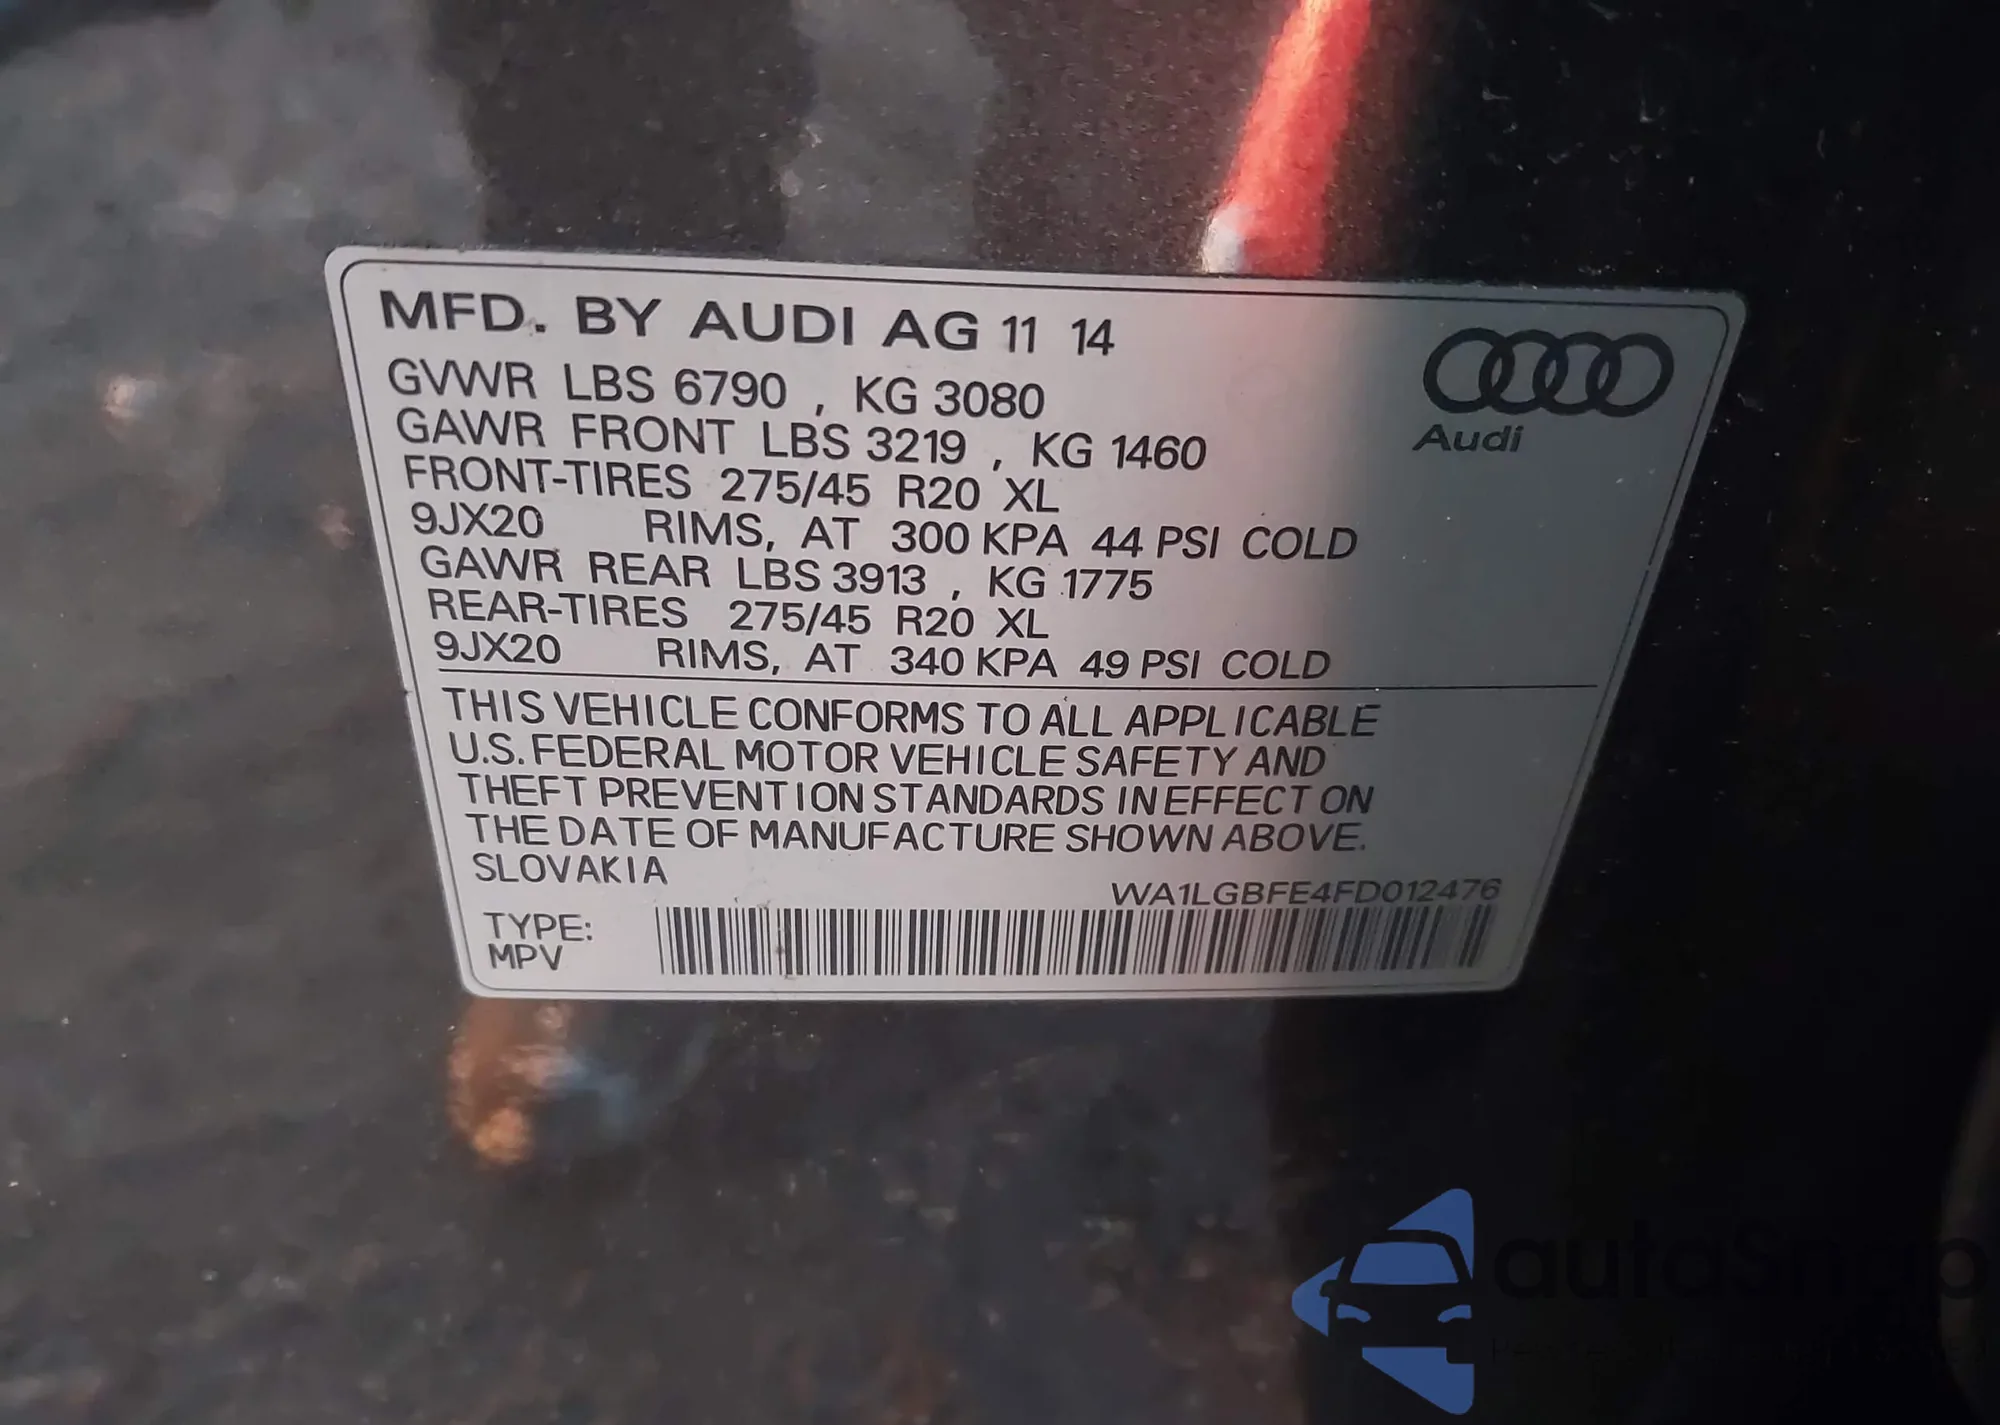 MFD. BY AUDI AG 11 14
GVWR LBS 6790 , KG 3080
GAWR FRONT LBS 3219 , KG 1460
FRONT-TIRES 275/45 R20 XL
9JX20 RIMS, AT 300 KPA 44 PSI COLD
GAWR REAR LBS 3913 , KG 1775
REAR-TIRES 275/45 R20 XL
9JX20 RIMS, AT 340 KPA 49 PSI COLD
Audi
THIS VEHICLE CONFORMS TO ALL APPLICABLE
U.S. FEDERAL MOTOR VEHICLE SAFETY AND
THEFT PREVENTION STANDARDS IN EFFECT ON
THE DATE OF MANUFACTURE SHOWN ABOVE.
SLOVAKIA
WA1LGBFE4FD012476
TYPE:
MPV
autaShop